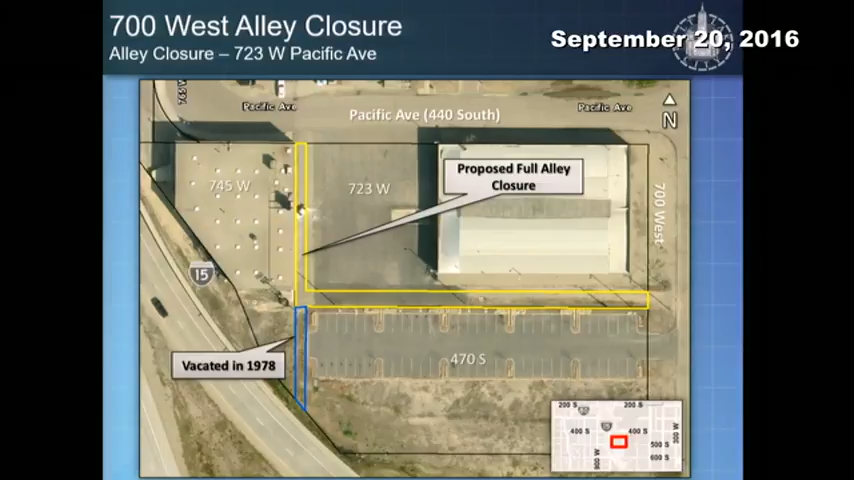 700 West Alley Closure
Alley Closure – 723 W Pacific Ave
September 20, 2016
Pacific Ave
Pacific Ave (440 South)
Pacific Ave
N
745 W
723 W
Proposed Full Alley
Closure
700 West
15
Vacated in 1978
470 S
200 S
200 S
400 S
400 S
500 S
600 S
900 W
300 W